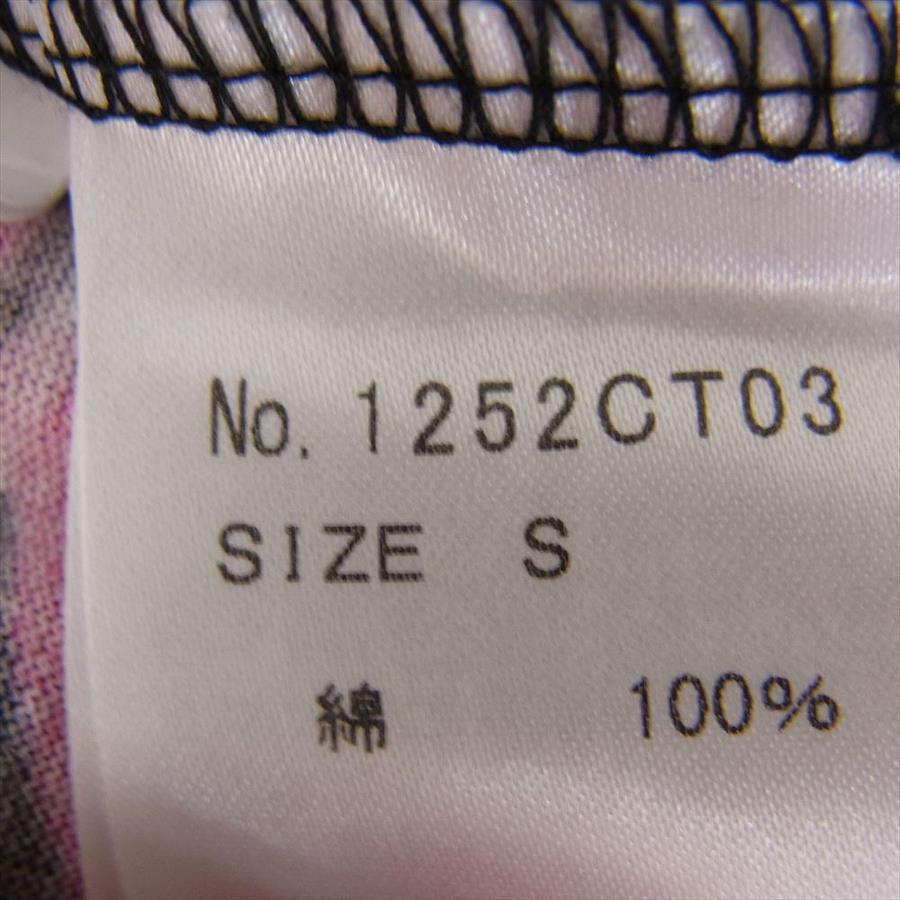 No. 1252CT03
SIZE S
綿 100%